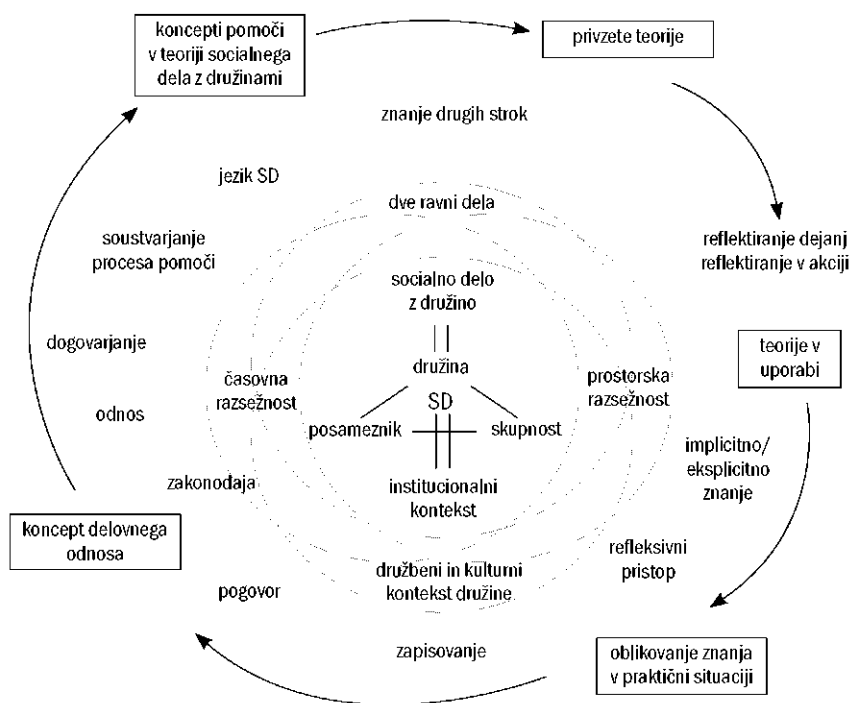 koncepti pomoči
v teoriji socialnega
dela z družinami
privzete teorije
znanje drugih strok
jezik SD
dve ravni dela
soustvarjanje
procesa pomoči
reflektiranje dejanj
reflektiranje v akciji
socialno delo
z družino
dogovarjanje
teorije v
uporabi
družina
časovna
razsežnost
prostorska
razsežnost
SD
odnos
posameznik
skupnost
implicitno/
eksplicitno
znanje
zakonodaja
institucionalni
kontekst
koncept delovnega
odnosa
refleksivni
pristop
družbeni in kulturni
kontekst družine
pogovor
zapisovanje
oblikovanje znanja
v praktični situaciji